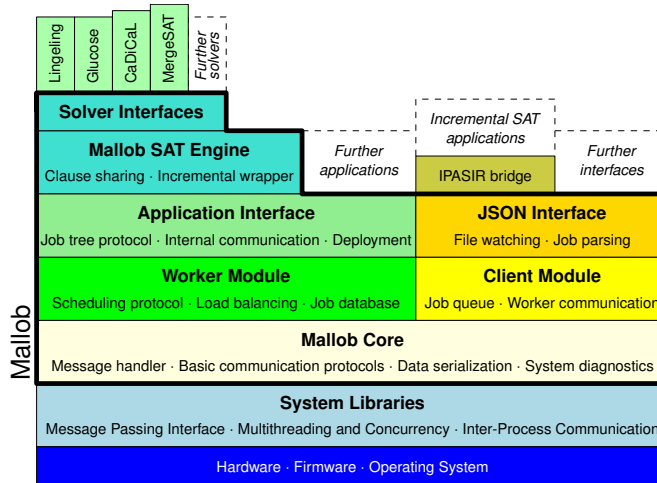 Lingeling
Glucose
CaDiCaL
MergeSAT
Further
solvers
Solver Interfaces
Mallob SAT Engine
Clause sharing · Incremental wrapper
Further
applications
Incremental SAT
applications
IPASIR bridge
Further
interfaces
Application Interface
Job tree protocol · Internal communication · Deployment
JSON Interface
File watching · Job parsing
Worker Module
Scheduling protocol · Load balancing · Job database
Client Module
Job queue · Worker communication
Mallob
Mallob Core
Message handler · Basic communication protocols · Data serialization · System diagnostics
System Libraries
Message Passing Interface · Multithreading and Concurrency · Inter-Process Communication
Hardware · Firmware · Operating System